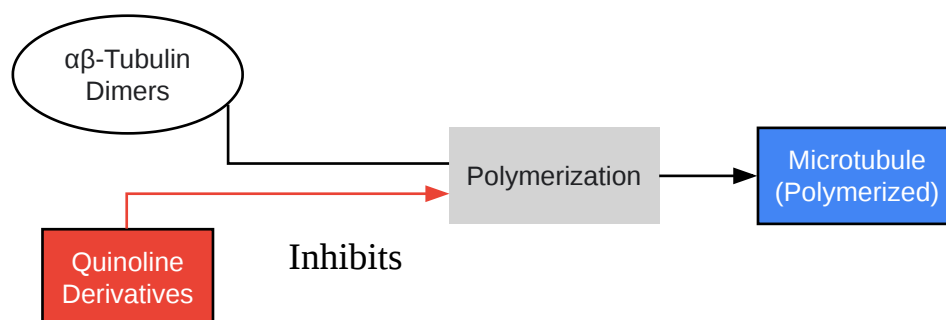 αβ-Tubulin
Dimers
Polymerization
Microtubule
(Polymerized)
Inhibits
Quinoline
Derivatives